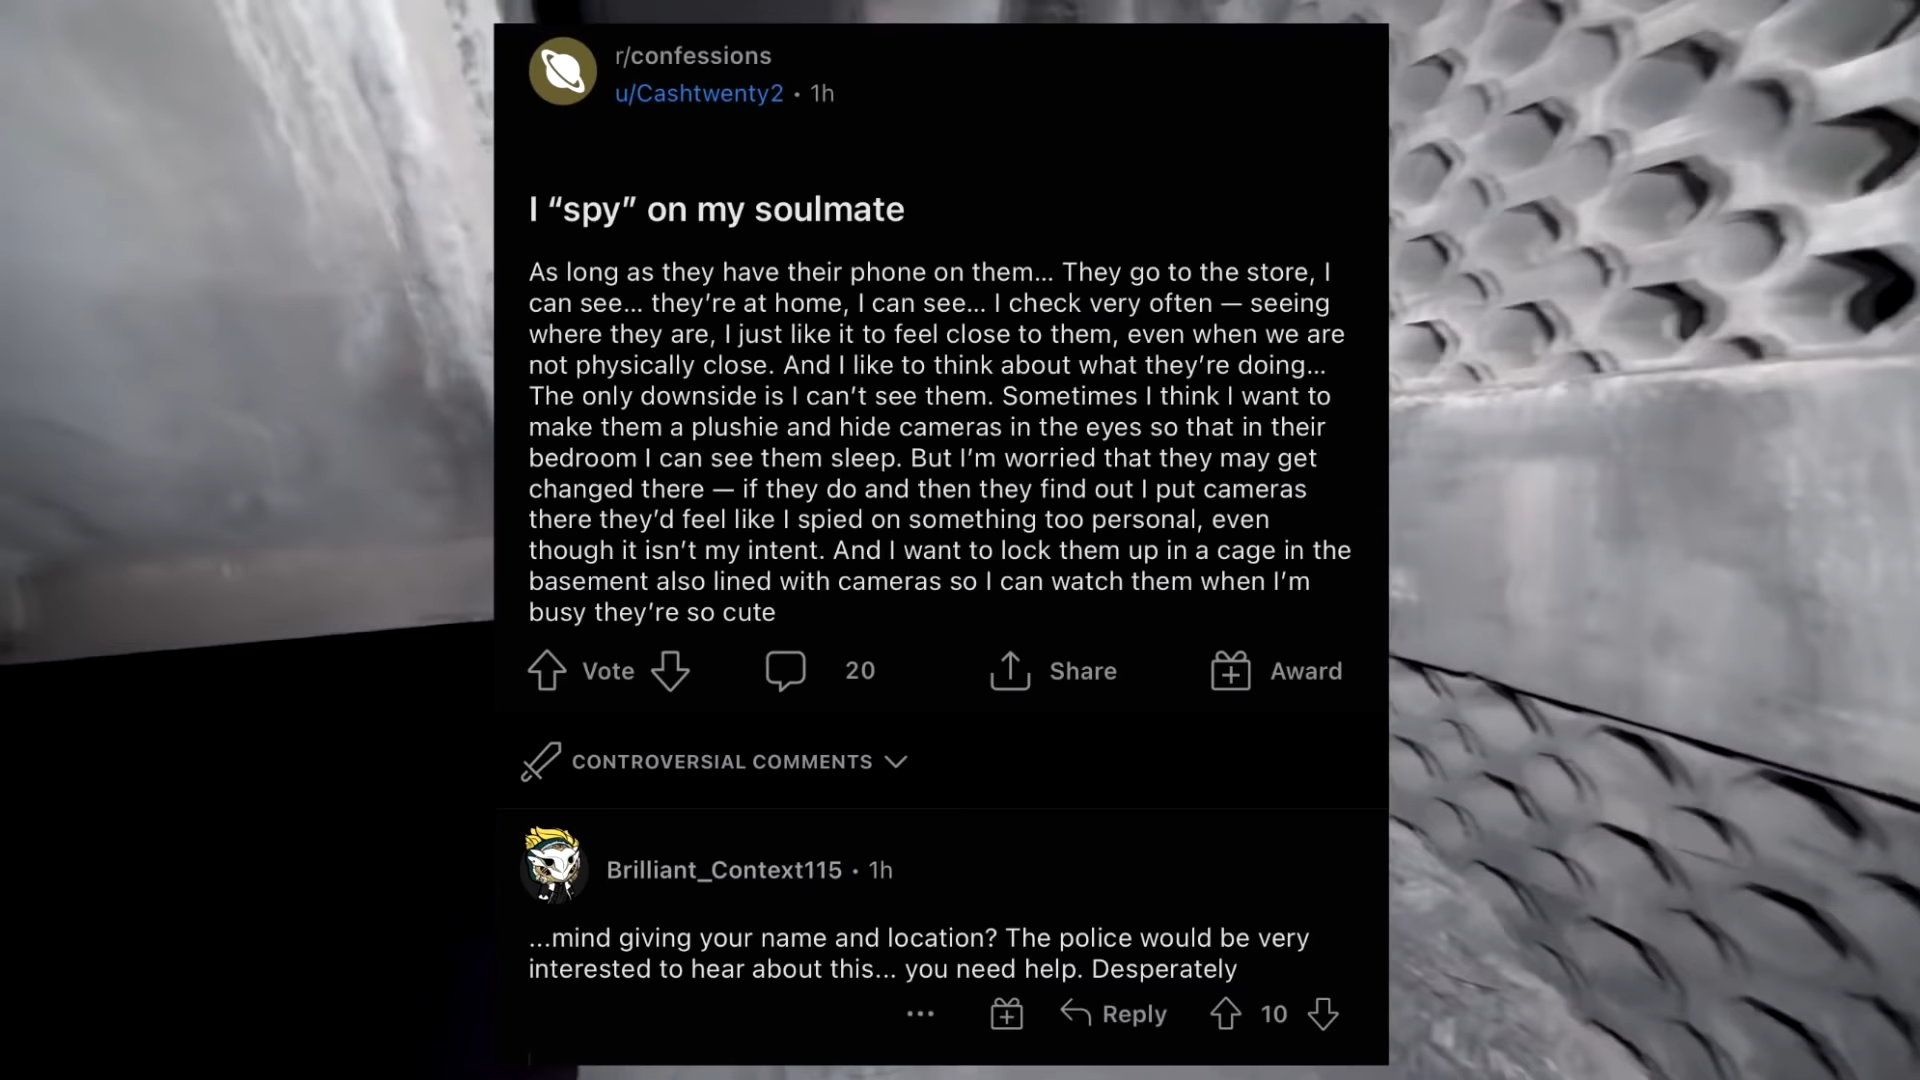 r/confessions
u/Cashtwenty2 • 1h
I “spy” on my soulmate
As long as they have their phone on them... They go to the store, I
can see... they’re at home, I can see... I check very often — seeing
where they are, I just like it to feel close to them, even when we are
not physically close. And I like to think about what they’re doing...
The only downside is I can’t see them. Sometimes I think I want to
make them a plushie and hide cameras in the eyes so that in their
bedroom I can see them sleep. But I’m worried that they may get
changed there — if they do and then they find out I put cameras
there they’d feel like I spied on something too personal, even
though it isn’t my intent. And I want to lock them up in a cage in the
basement also lined with cameras so I can watch them when I’m
busy they’re so cute
Vote 20 Share Award
CONTROVERSIAL COMMENTS
Brilliant_Context115 • 1h
...mind giving your name and location? The police would be very
interested to hear about this... you need help. Desperately
... Reply 10